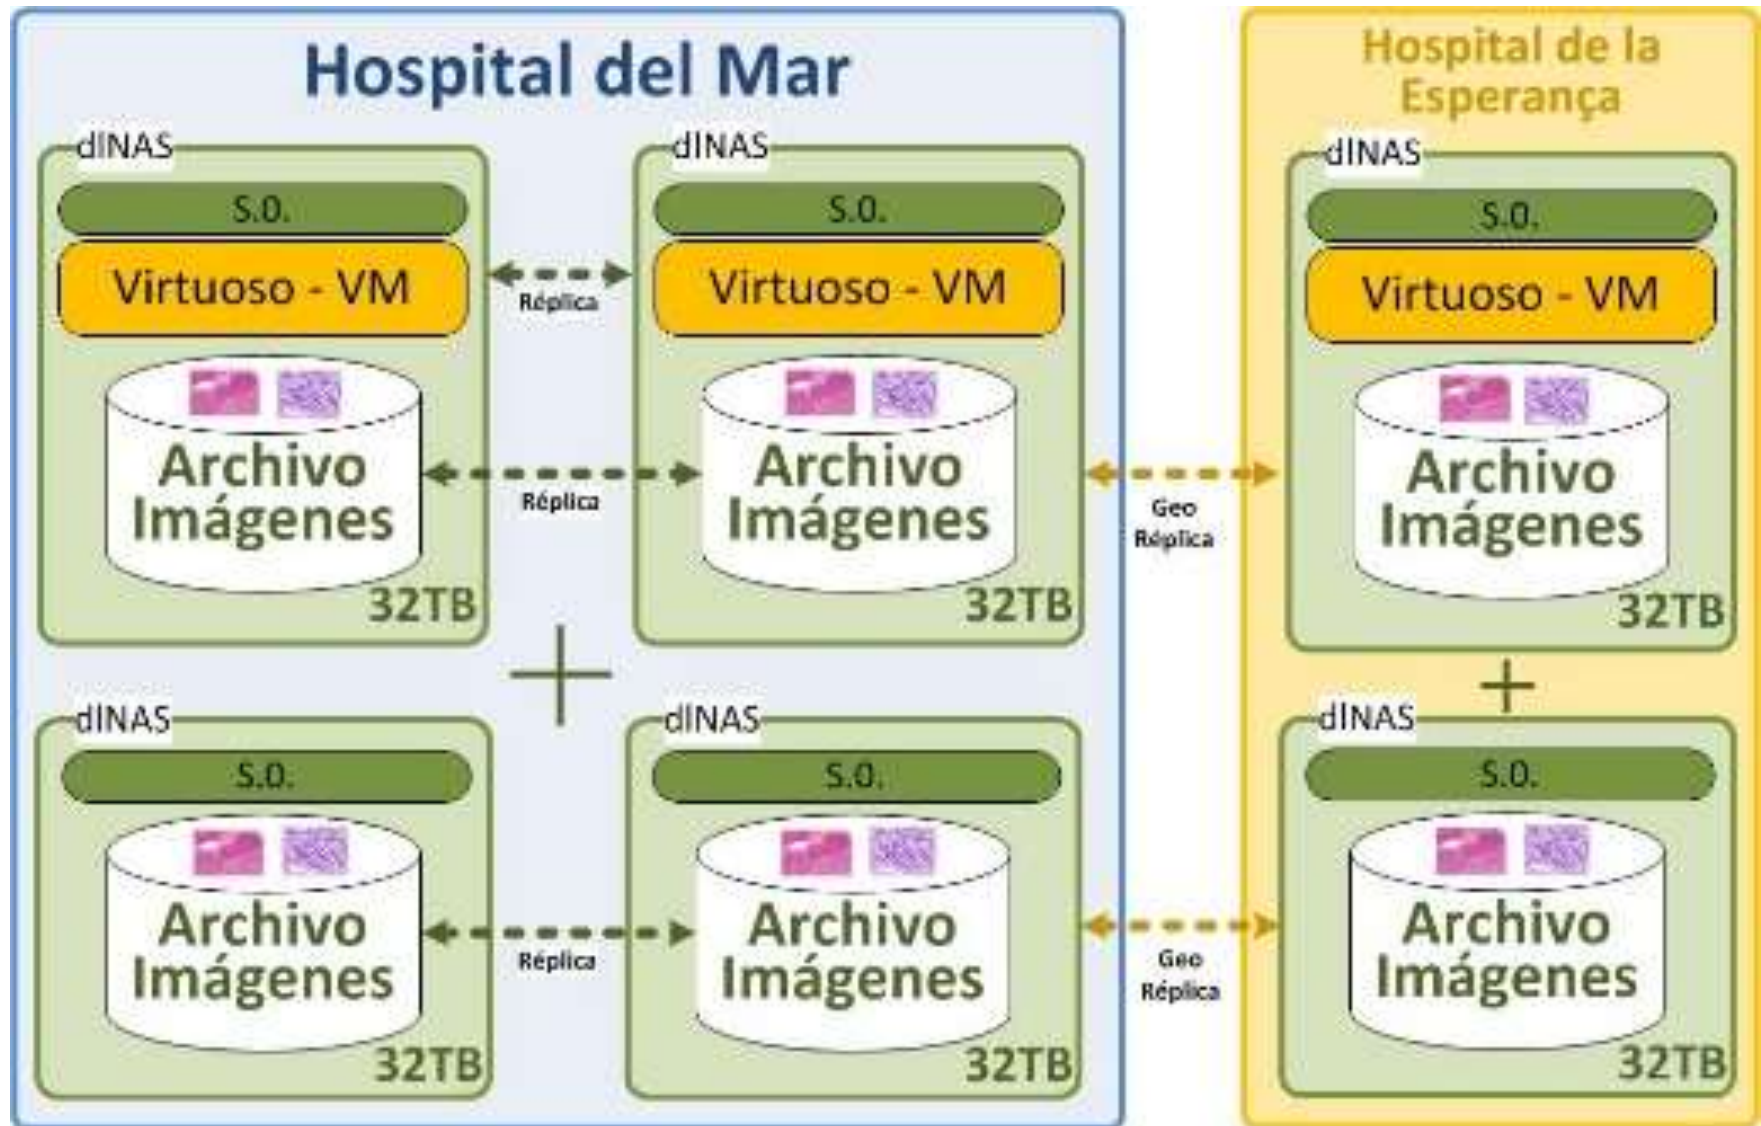 Hospital del Mar
Hospital de la
Esperança
dINAS
S.O.
Virtuoso - VM
Archivo
Imágenes
32TB
Réplica
Réplica
dINAS
S.O.
Virtuoso - VM
Archivo
Imágenes
32TB
Geo
Réplica
dINAS
S.O.
Virtuoso - VM
Archivo
Imágenes
32TB
dINAS
S.O.
Archivo
Imágenes
32TB
Réplica
dINAS
S.O.
Archivo
Imágenes
32TB
Geo
Réplica
dINAS
S.O.
Archivo
Imágenes
32TB